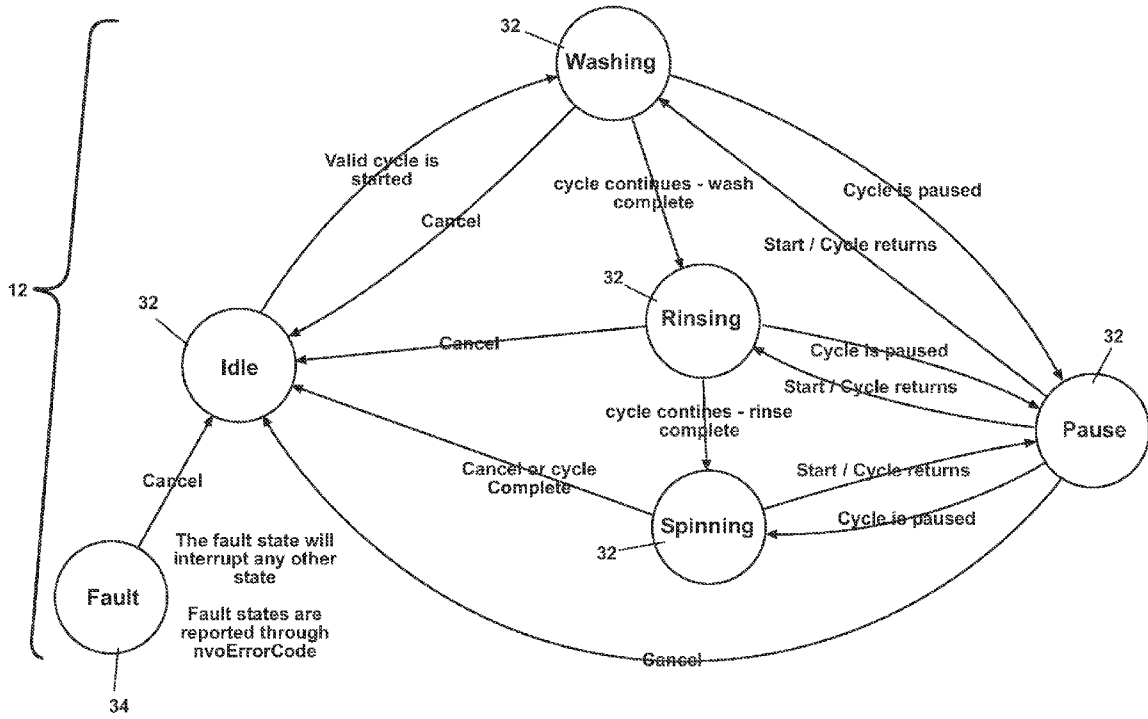 32
Washing
Valid cycle is
started
Cancel
cycle continues - wash
complete
Cycle is paused
Start / Cycle returns
12
32
Idle
32
Rinsing
Cancel
Cycle is paused
Start / Cycle returns
32
Pause
cycle contines - rinse
complete
Cancel or cycle
Complete
Start / Cycle returns
Cycle is paused
Spinning
32
Cancel
The fault state will
interrupt any other
state
Fault
Fault states are
reported through
nvoErrorCode
Cancel
34